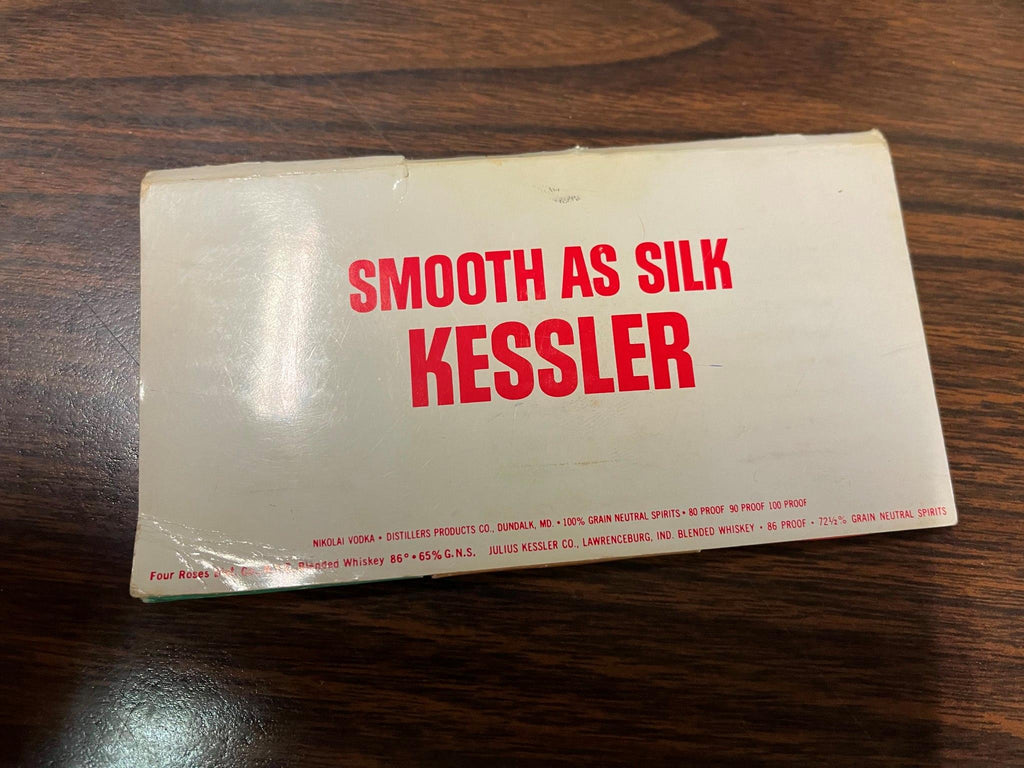 SMOOTH AS SILK
KESSLER
NIKOLAI VODKA • DISTILLERS PRODUCTS CO., DUNDALK, MD. • 100% GRAIN NEUTRAL SPIRITS • 80 PROOF 90 PROOF 100 PROOF
Four Roses Blended Whiskey 86° • 65% G.N.S. JULIUS KESSLER CO., LAWRENCEBURG, IND. BLENDED WHISKEY • 86 PROOF • 72½% GRAIN NEUTRAL SPIRITS